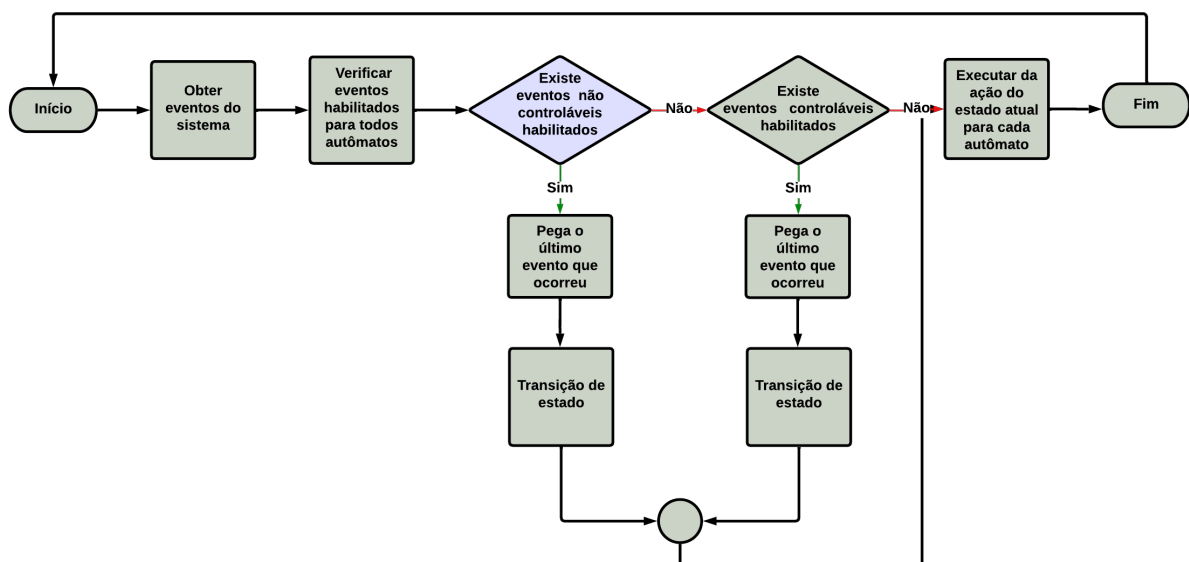 Início
Obter
eventos do
sistema
Verificar
eventos
habilitados
para todos
autômatos
Existe
eventos não
controláveis
habilitados
Não
Existe
eventos controláveis
habilitados
Não
Executar da
ação do
estado atual
para cada
autômato
Fim
Sim
Sim
Pega o
último
evento que
ocorreu
Pega o
último
evento que
ocorreu
Transição de
estado
Transição de
estado